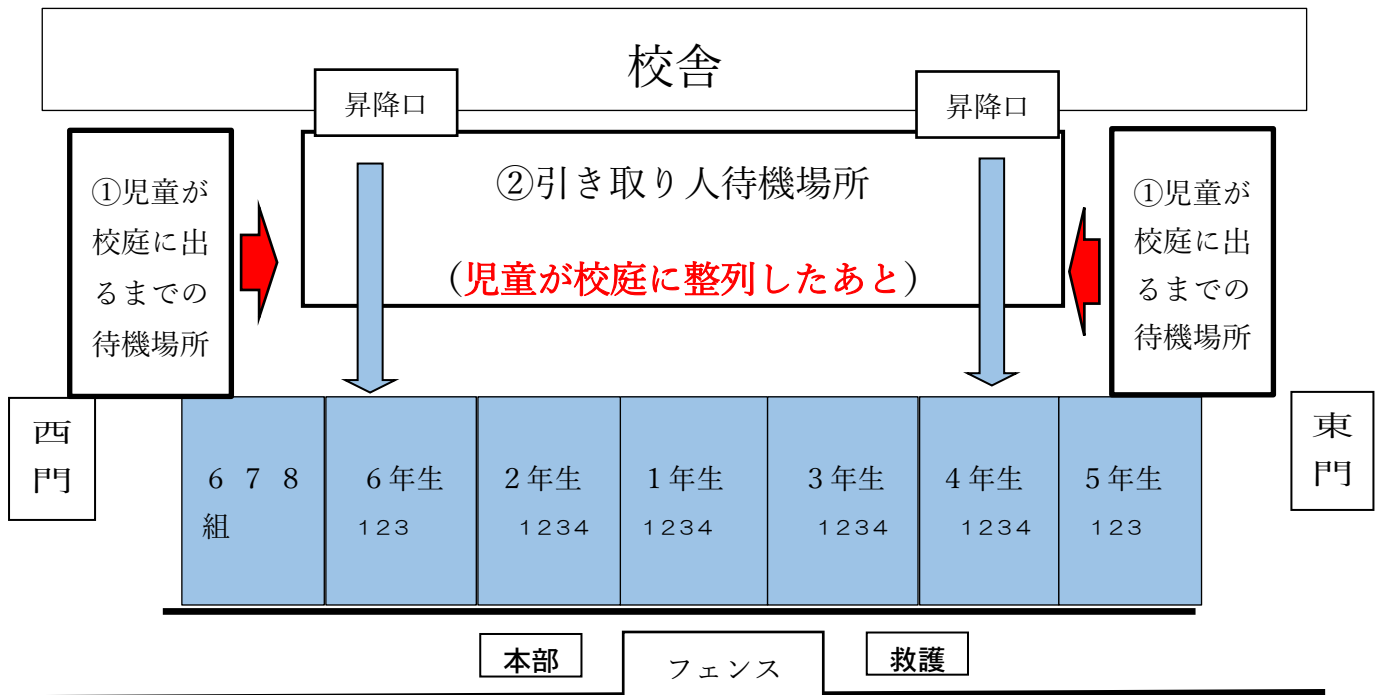 校舎
昇降口
昇降口
①児童が
校庭に出
るまでの
待機場所
②引き取り人待機場所
(児童が校庭に整列したあと)
①児童が
校庭に出
るまでの
待機場所
西
門
６７８
組
６年生
１２３
２年生
１２３４
１年生
１２３４
３年生
１２３４
４年生
１２３４
５年生
１２３
東
門
本部
フェンス
救護